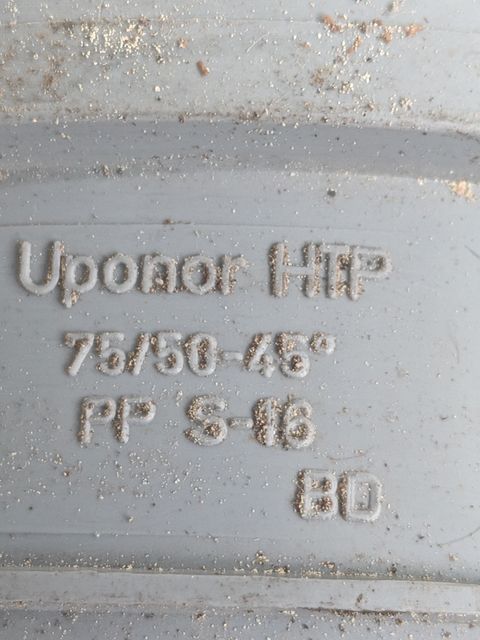 Uponor HTP
75/50-45°
PP S-16
BD